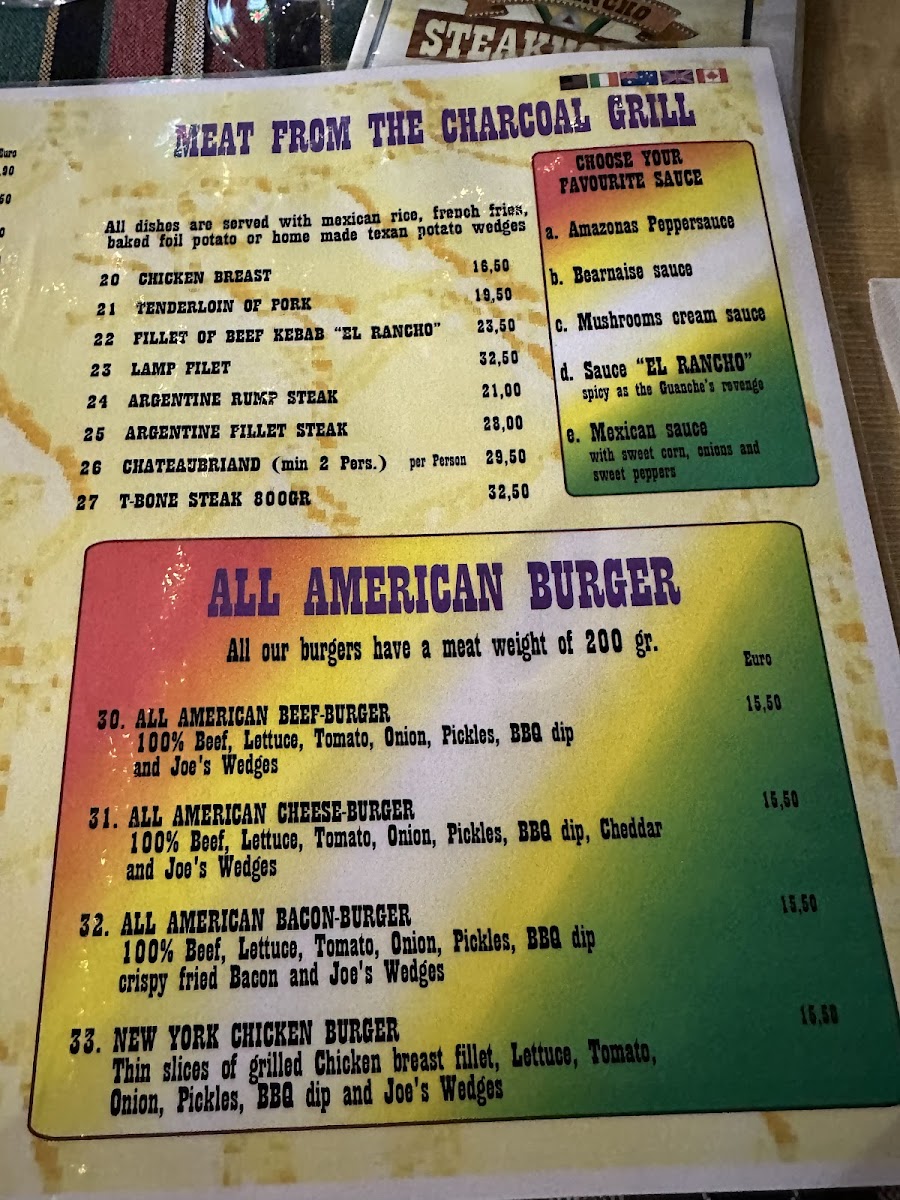 STEAK
MEAT FROM THE CHARCOAL GRILL
Euro
,90
50
All dishes are served with mexican rice, french fries,
baked foil potato or home made texan potato wedges
20 CHICKEN BREAST 16,50
21 TENDERLOIN OF PORK 19,50
22 FILLET OF BEEF KEBAB "EL RANCHO" 23,50
23 LAMP FILET 32,50
24 ARGENTINE RUMP STEAK 21,00
25 ARGENTINE FILLET STEAK 28,00
26 CHATEAUBRIAND (min 2 Pers.) per Person 29,50
27 T-BONE STEAK 800GR 32,50
CHOOSE YOUR
FAVOURITE SAUCE
a. Amazonas Peppersauce
b. Bearnaise sauce
c. Mushrooms cream sauce
d. Sauce "EL RANCHO"
spicy as the Guanche's revenge
e. Mexican sauce
with sweet corn, onions and
sweet peppers
ALL AMERICAN BURGER
All our burgers have a meat weight of 200 gr.
Euro
30. ALL AMERICAN BEEF-BURGER 15,50
100% Beef, Lettuce, Tomato, Onion, Pickles, BBQ dip
and Joe's Wedges
31. ALL AMERICAN CHEESE-BURGER 15,50
100% Beef, Lettuce, Tomato, Onion, Pickles, BBQ dip, Cheddar
and Joe's Wedges
32. ALL AMERICAN BACON-BURGER 15,50
100% Beef, Lettuce, Tomato, Onion, Pickles, BBQ dip
crispy fried Bacon and Joe's Wedges
33. NEW YORK CHICKEN BURGER 15,50
Thin slices of grilled Chicken breast fillet, Lettuce, Tomato,
Onion, Pickles, BBQ dip and Joe's Wedges